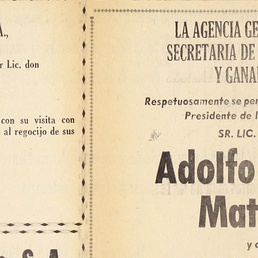 A.,
r Lic. don
con su visita con
al regocijo de sus
S. A.
LA AGENCIA GE
SECRETARIA DE
Y GANA
Respetuosamente se per
Presidente de
SR. LIC.
Adolfo
Mat
y